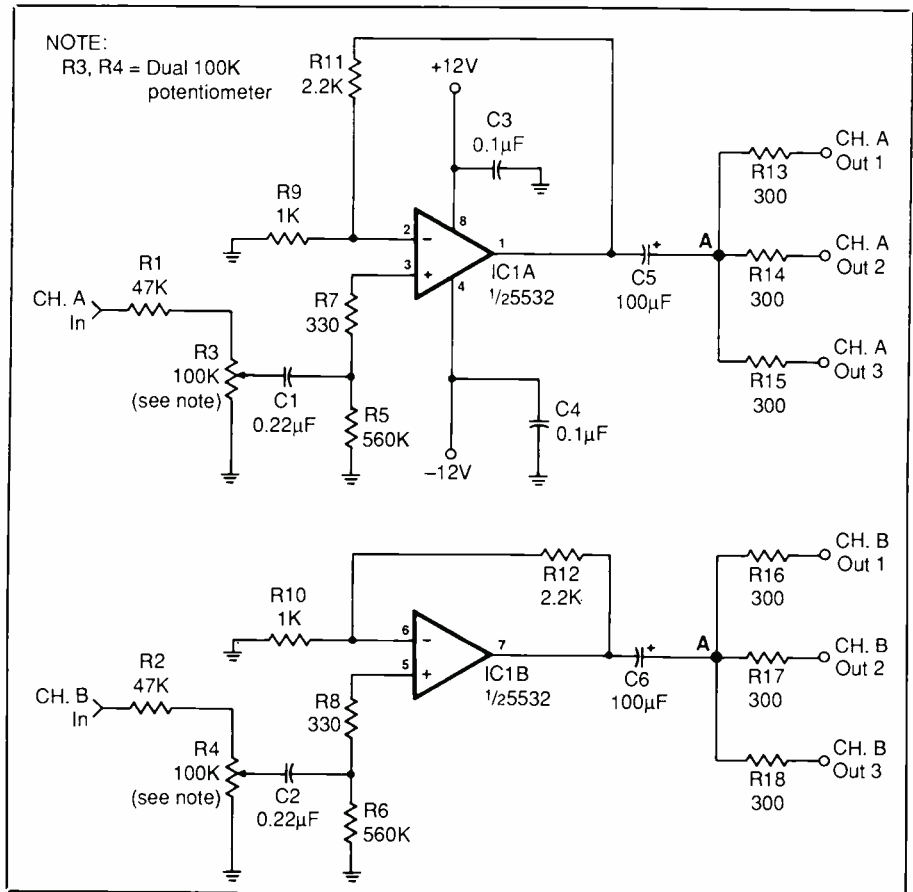 NOTE:
R3, R4 = Dual 100K
potentiometer
R11
2.2K
+12V
C3
0.1µF
R9
1K
2
–
8
1
3
+
4
IC1A
1/25532
+
C5
100µF
A
R13
300
CH. A
Out 1
R14
300
CH. A
Out 2
R15
300
CH. A
Out 3
CH. A
In
R1
47K
R7
330
R3
100K
(see note)
C1
0.22µF
R5
560K
C4
0.1µF
–12V
R12
2.2K
R10
1K
6
–
7
5
+
IC1B
1/25532
+
C6
100µF
A
R16
300
CH. B
Out 1
R17
300
CH. B
Out 2
R18
300
CH. B
Out 3
CH. B
In
R2
47K
R8
330
R4
100K
(see note)
C2
0.22µF
R6
560K